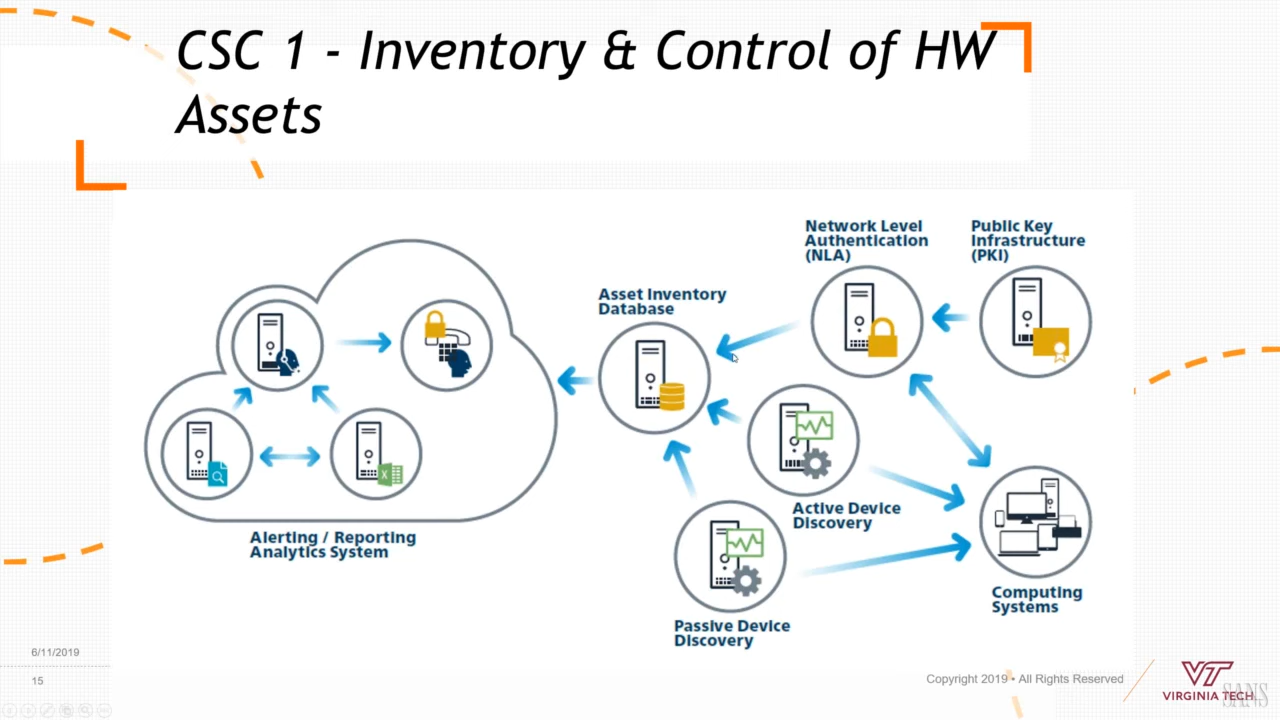 CSC 1 - Inventory & Control of HW
Assets
Network Level
Authentication
(NLA)
Public Key
Infrastructure
(PKI)
Asset Inventory
Database
Alerting / Reporting
Analytics System
Active Device
Discovery
Passive Device
Discovery
Computing
Systems
6/11/2019
15
Copyright 2019 • All Rights Reserved
VT
VIRGINIA TECH
SANS